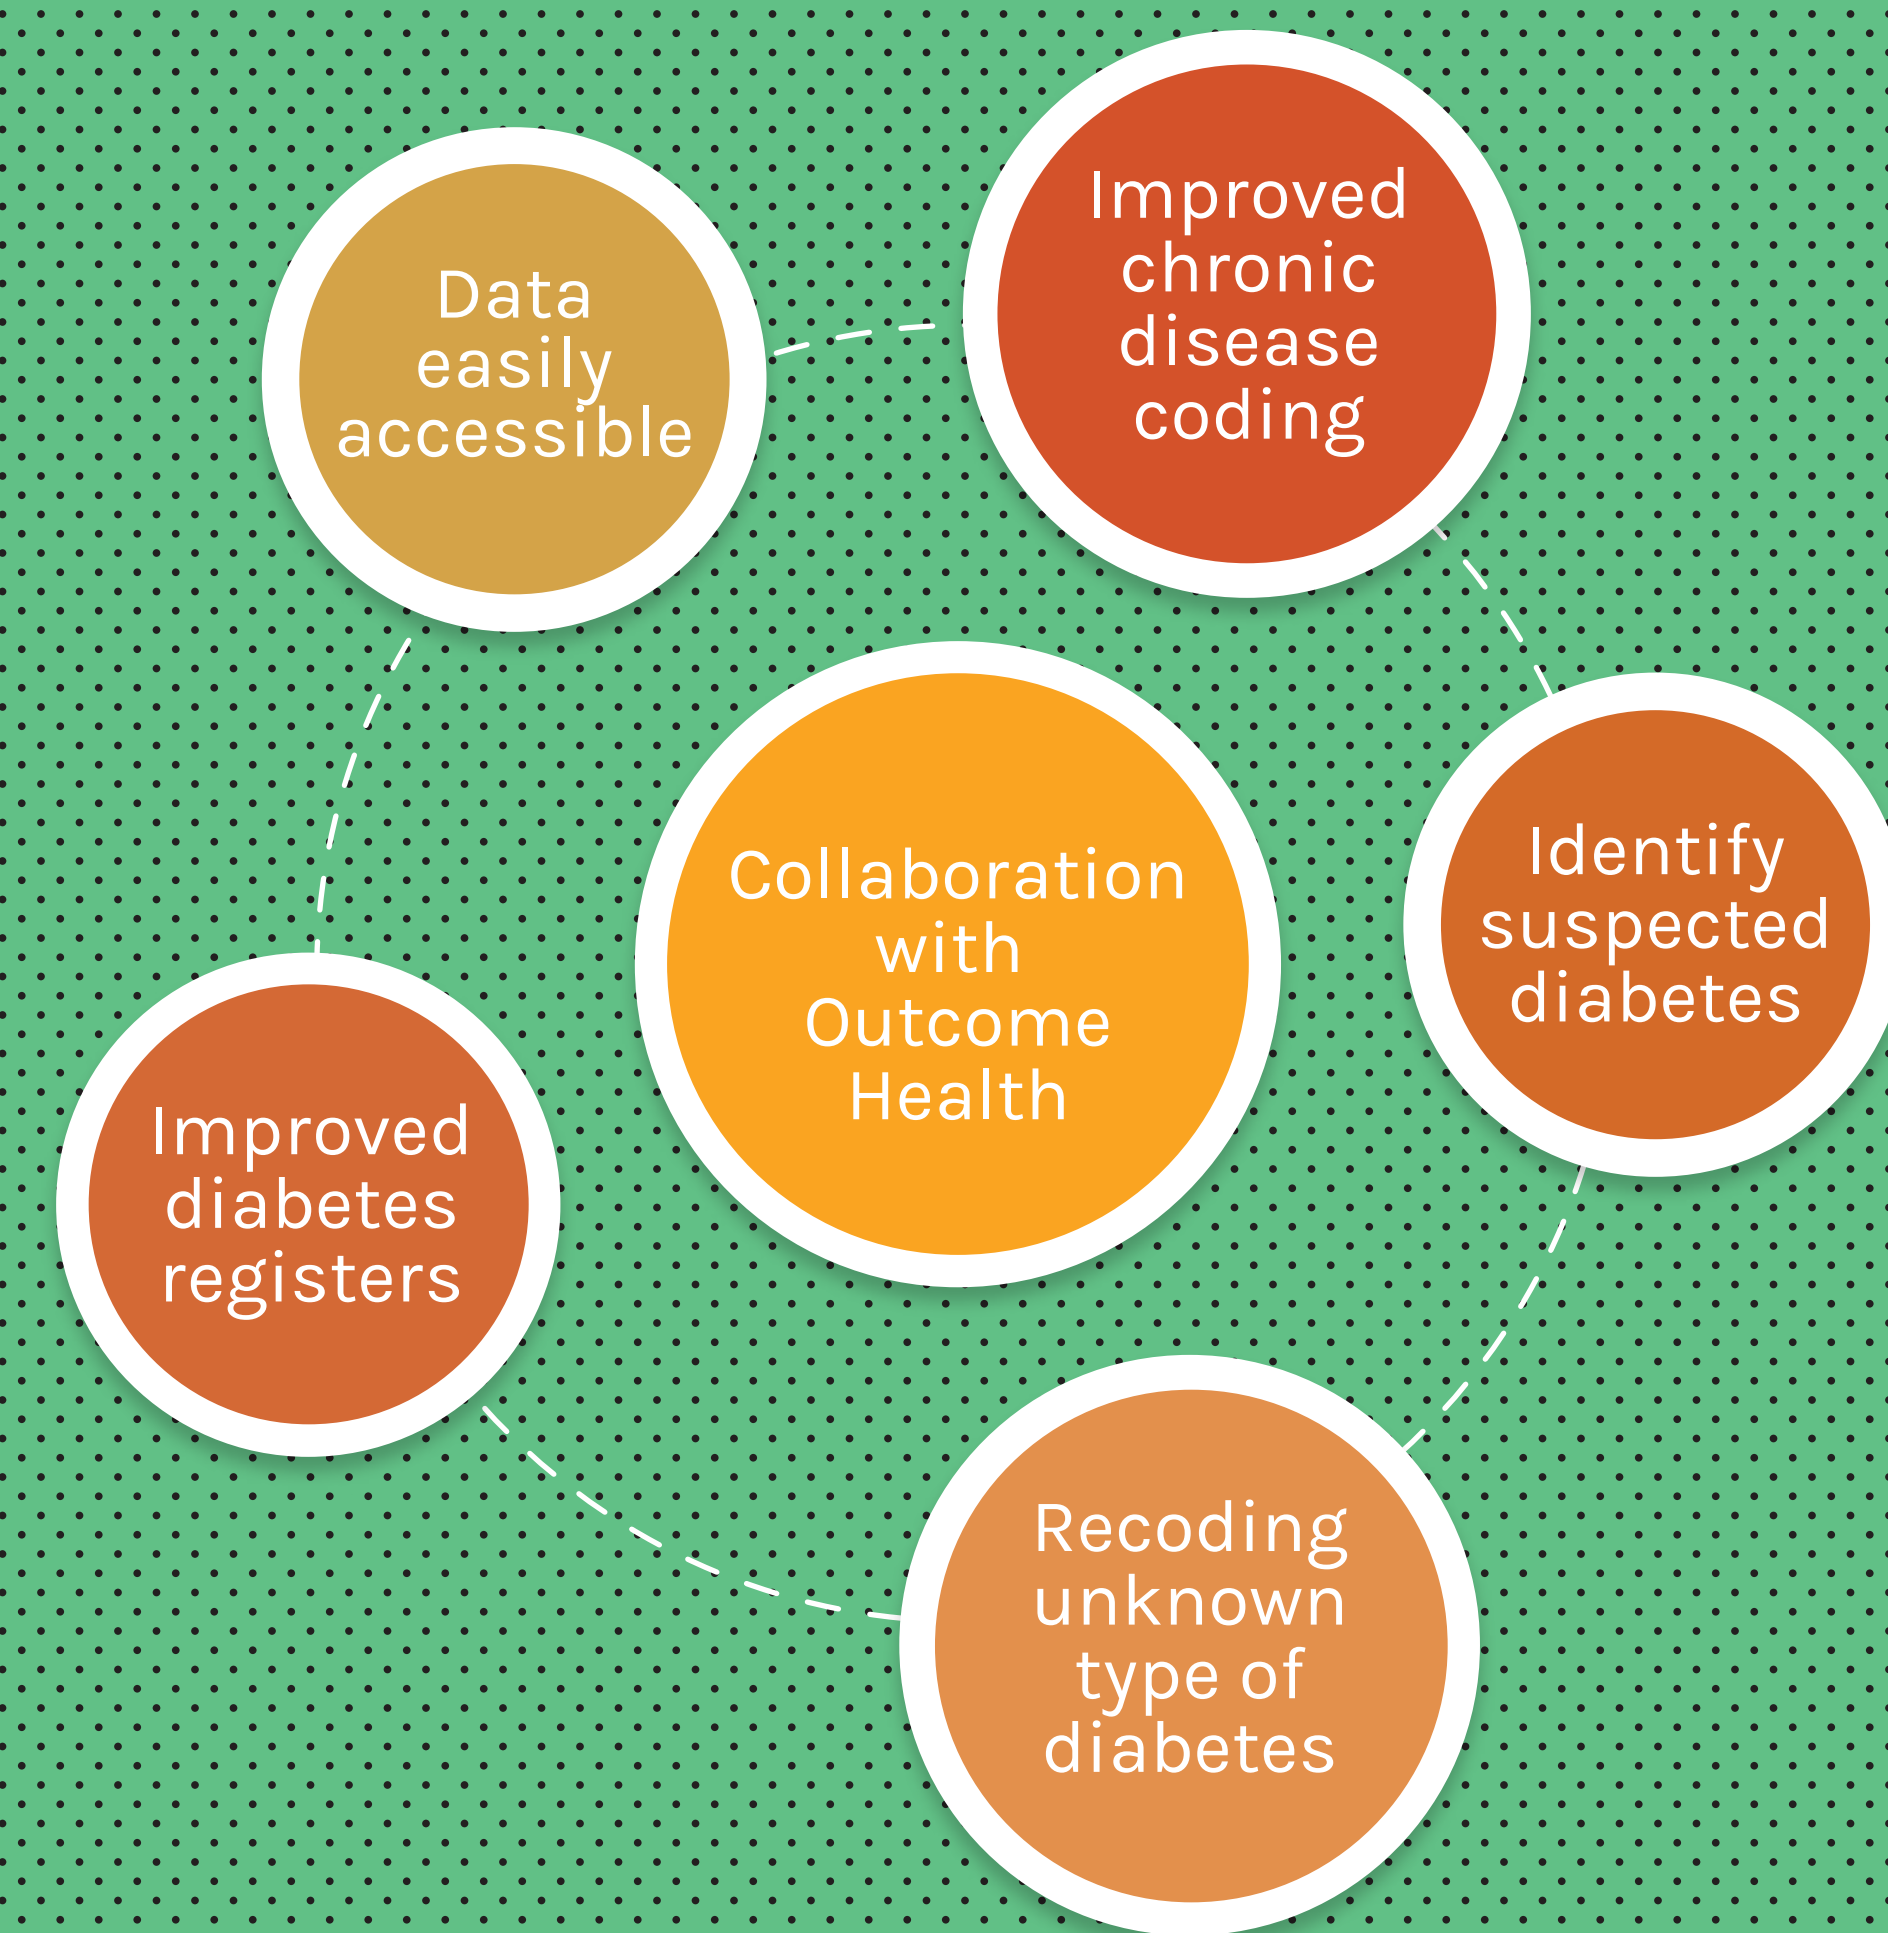 Data
easily
accessible
Improved
chronic
disease
coding
Identify
suspected
diabetes
Collaboration
with
Outcome
Health
Improved
diabetes
registers
Recoding
unknown
type of
diabetes